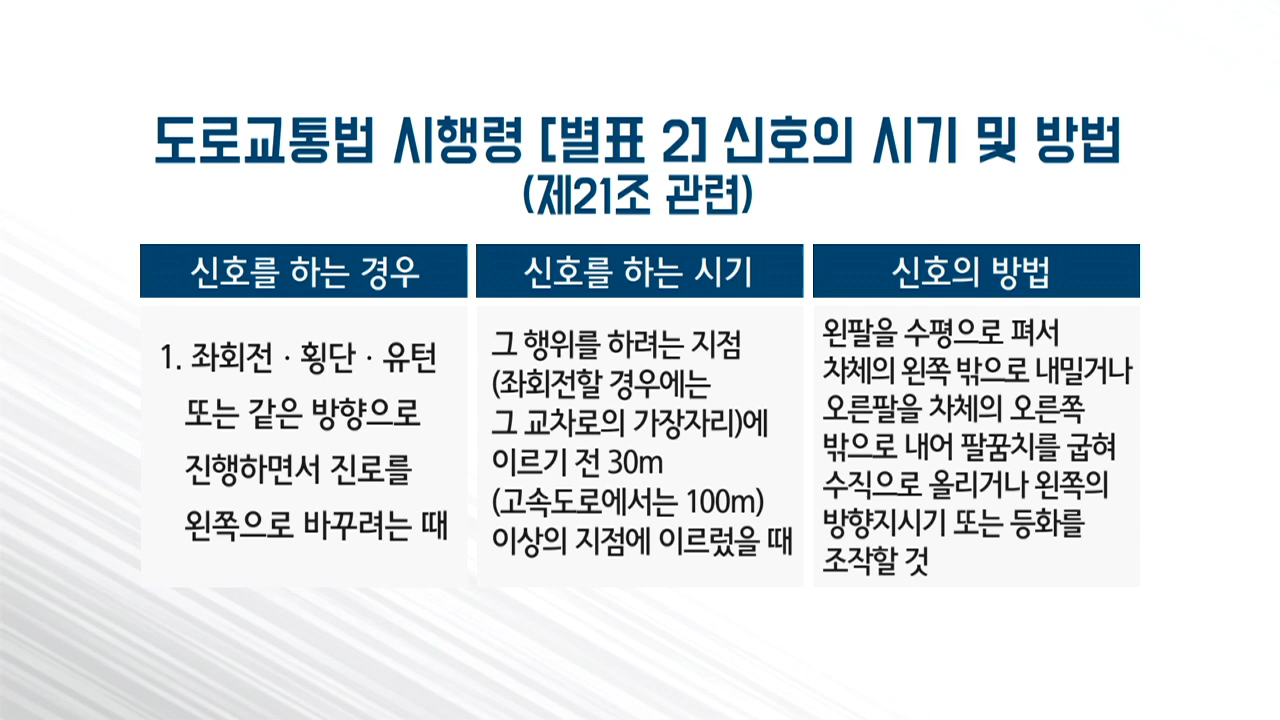 도로교통법 시행령 [별표 2] 신호의 시기 및 방법
(제21조 관련)
신호를 하는 경우
신호를 하는 시기
신호의 방법
1. 좌회전 · 횡단 · 유턴
또는 같은 방향으로
진행하면서 진로를
왼쪽으로 바꾸려는 때
그 행위를 하려는 지점
(좌회전할 경우에는
그 교차로의 가장자리)에
이르기 전 30m
(고속도로에서는 100m)
이상의 지점에 이르렀을 때
왼팔을 수평으로 펴서
차체의 왼쪽 밖으로 내밀거나
오른팔을 차체의 오른쪽
밖으로 내어 팔꿈치를 굽혀
수직으로 올리거나 왼쪽의
방향지시기 또는 등화를
조작할 것